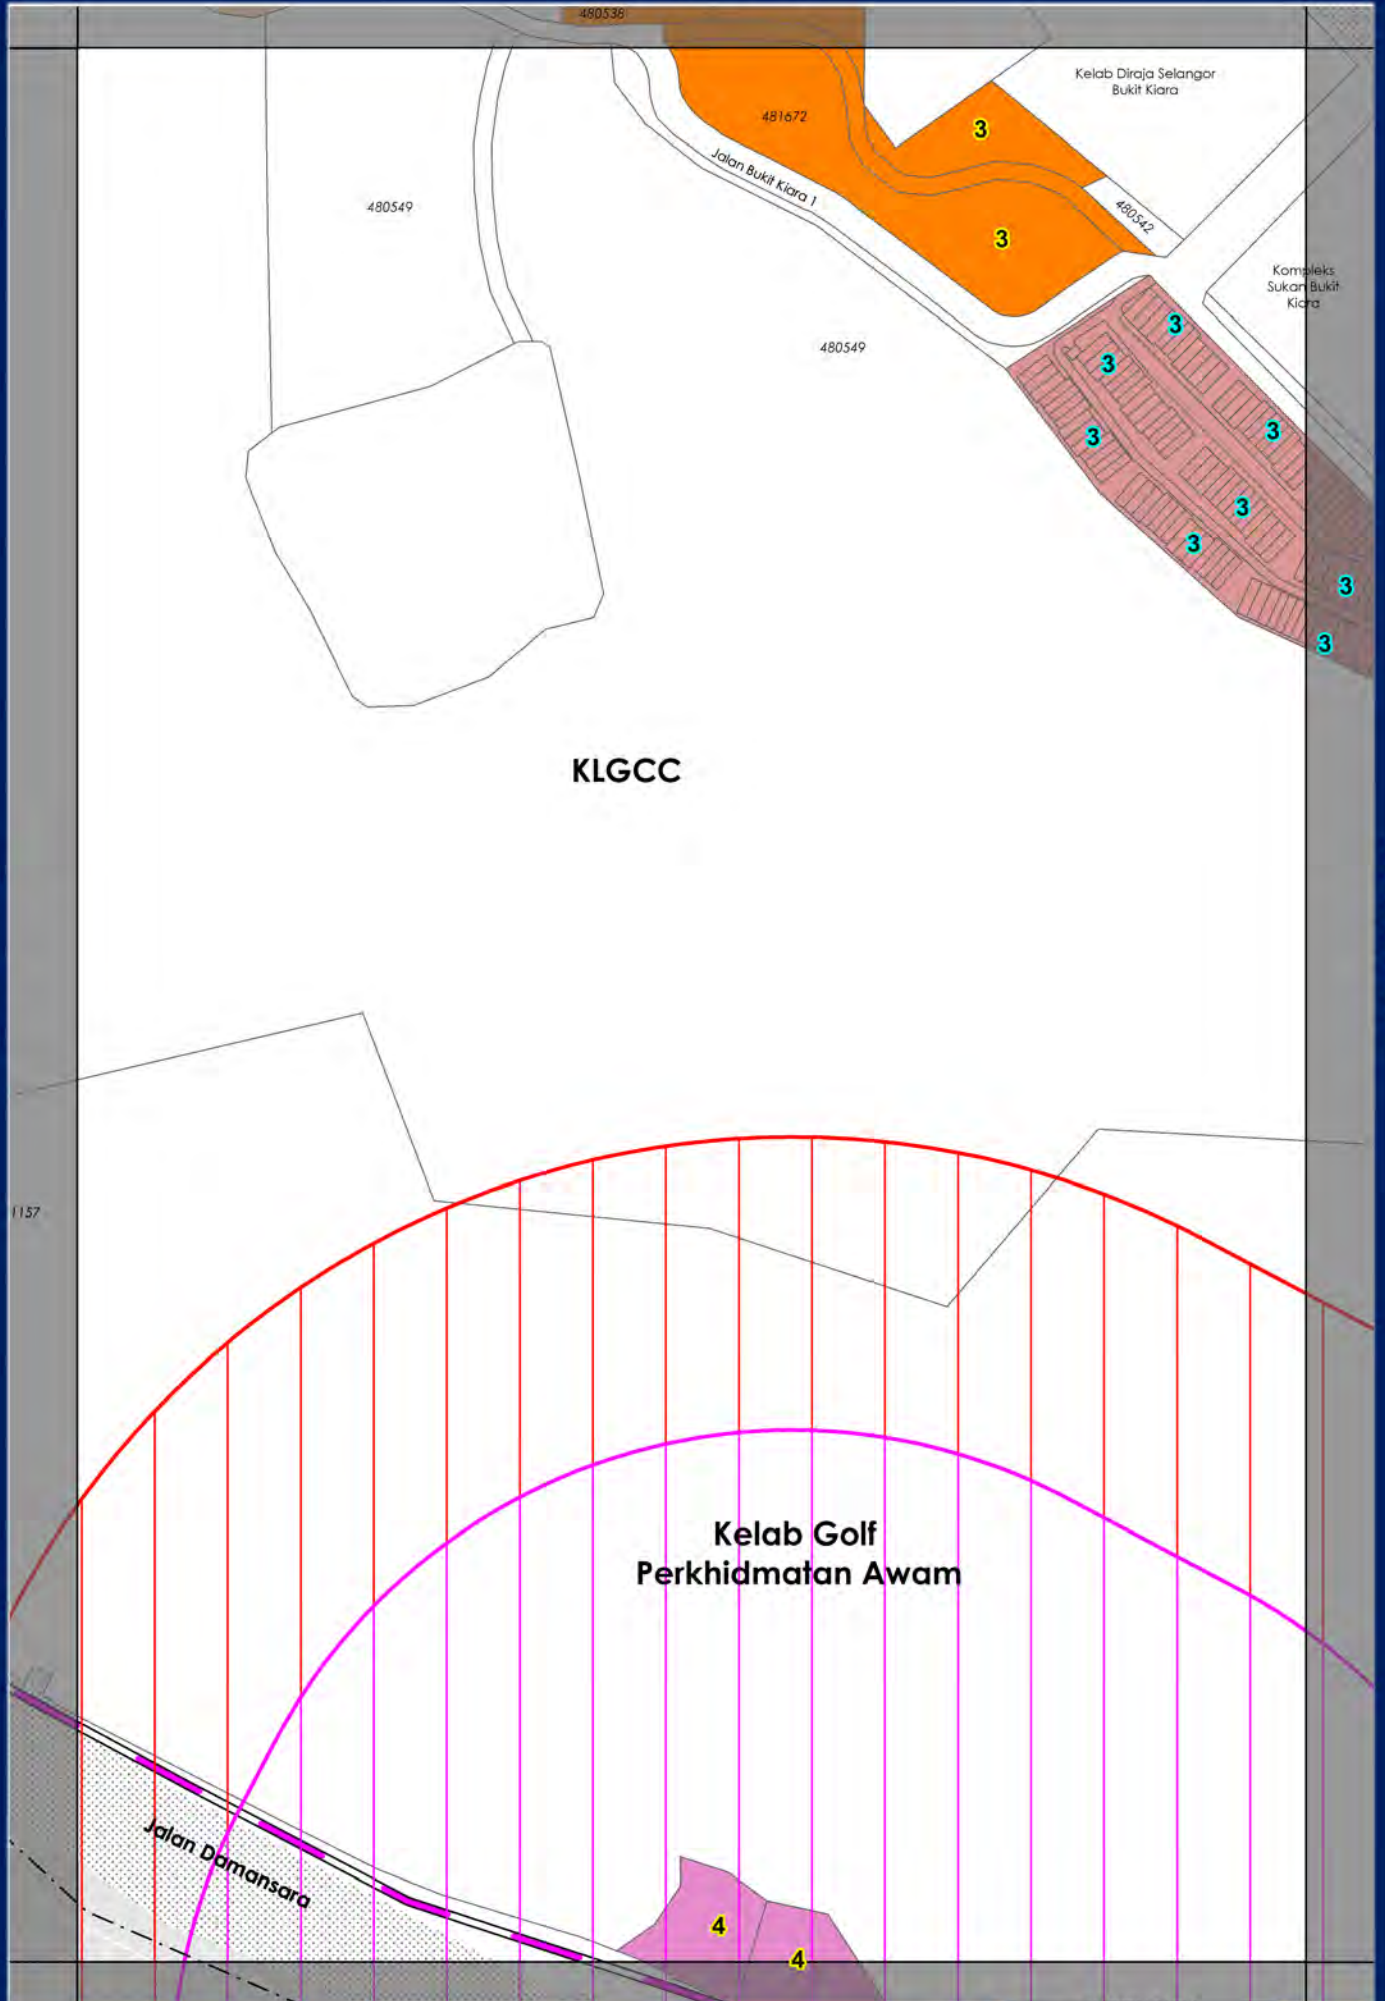 480538
Kelab Diraja Selangor
Bukit Kiara
481672
3
Jalan Bukit Kiara 1
480549
480542
3
Kompleks
Sukan Bukit
Kiara
3
480549
3
3
3
3
3
3
3
KLGCC
1157
Kelab Golf
Perkhidmatan Awam
Jalan Damansara
4
4